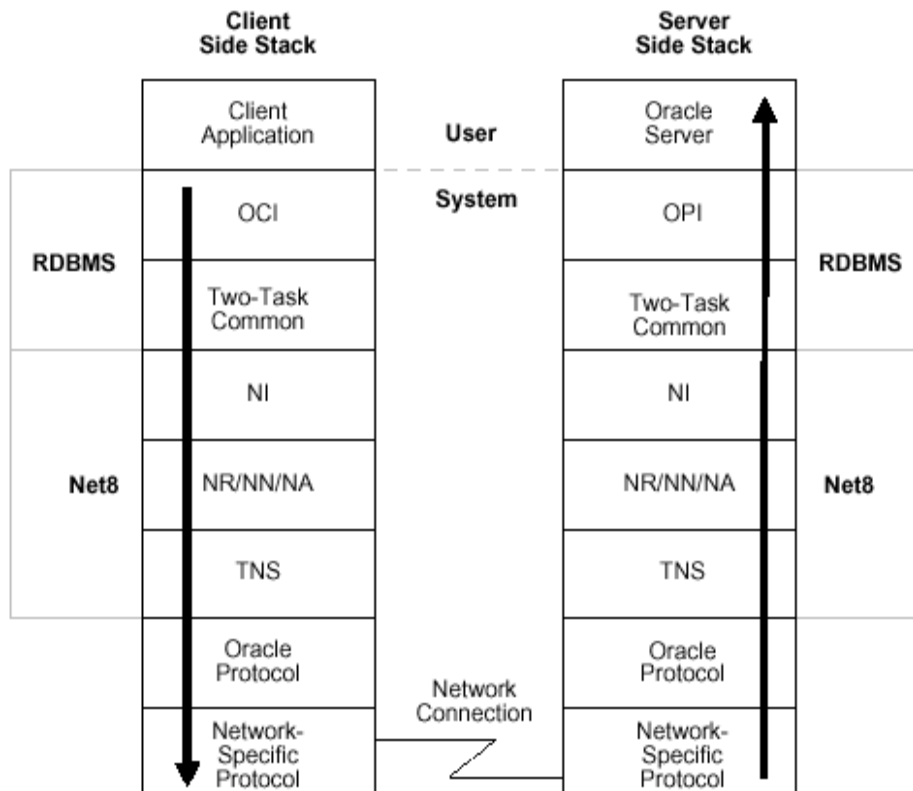 Client
Side Stack
Server
Side Stack
Client
Application
User
Oracle
Server
System
OCI
OPI
RDBMS
RDBMS
Two-Task
Common
Two-Task
Common
NI
NI
Net8
NR/NN/NA
NR/NN/NA
Net8
TNS
TNS
Oracle
Protocol
Oracle
Protocol
Network
Connection
Network-
Specific
Protocol
Network-
Specific
Protocol